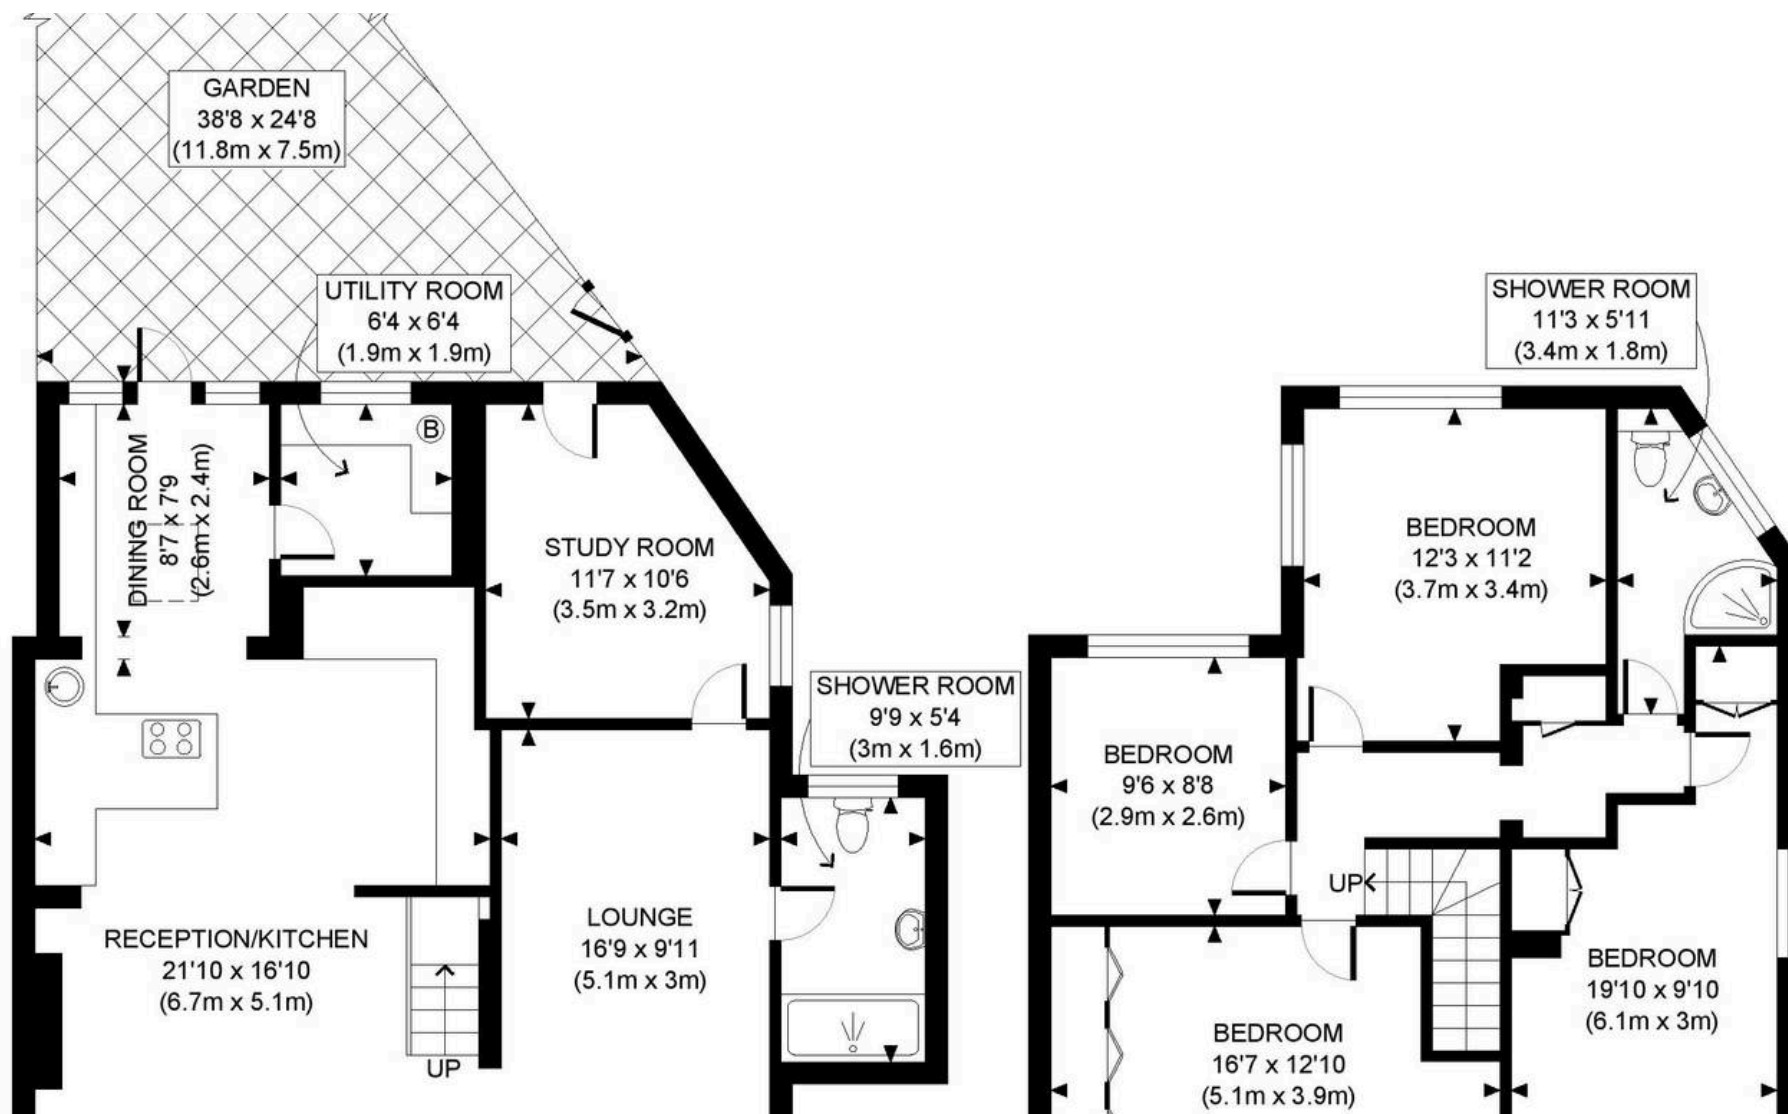 GARDEN
38'8 x 24'8
(11.8m x 7.5m)
UTILITY ROOM
6'4 x 6'4
(1.9m x 1.9m)
B
DINING ROOM
8'7 x 7'9
(2.6m x 2.4m)
STUDY ROOM
11'7 x 10'6
(3.5m x 3.2m)
SHOWER ROOM
9'9 x 5'4
(3m x 1.6m)
RECEPTION/KITCHEN
21'10 x 16'10
(6.7m x 5.1m)
UP
LOUNGE
16'9 x 9'11
(5.1m x 3m)
SHOWER ROOM
11'3 x 5'11
(3.4m x 1.8m)
BEDROOM
12'3 x 11'2
(3.7m x 3.4m)
BEDROOM
9'6 x 8'8
(2.9m x 2.6m)
UP
BEDROOM
19'10 x 9'10
(6.1m x 3m)
BEDROOM
16'7 x 12'10
(5.1m x 3.9m)